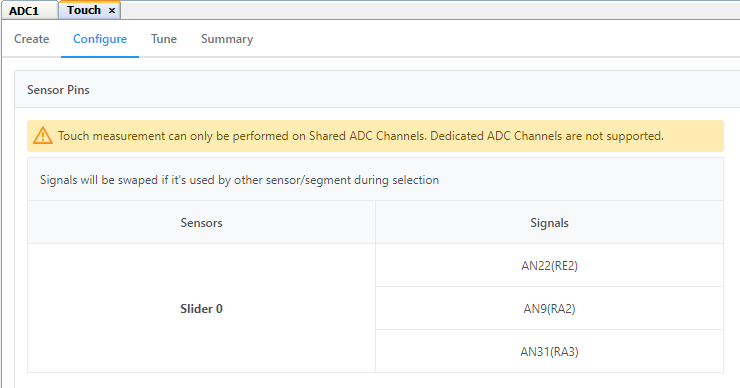 ADC1 Touch ×
Create Configure Tune Summary
Sensor Pins
Touch measurement can only be performed on Shared ADC Channels. Dedicated ADC Channels are not supported.
Signals will be swaped if it's used by other sensor/segment during selection
Sensors Signals
AN22(RE2)
Slider 0 AN9(RA2)
AN31(RA3)